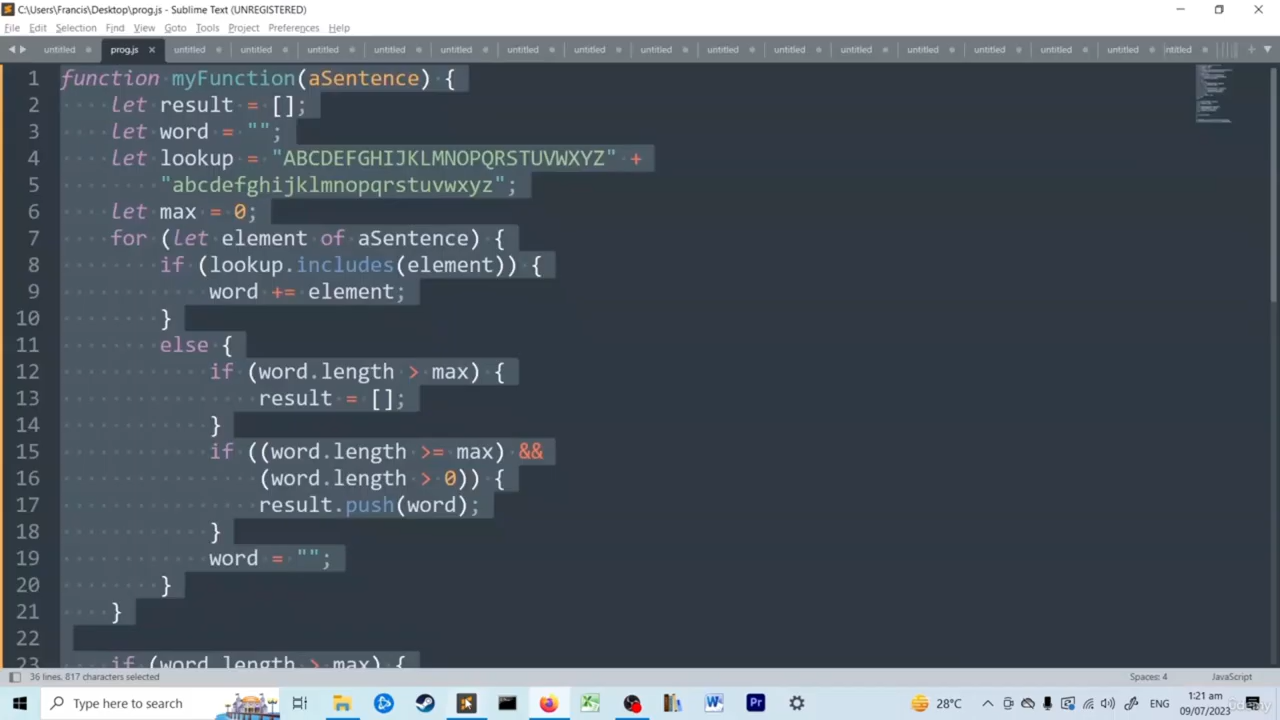 C:\Users\Francis\Desktop\prog.js - Sublime Text (UNREGISTERED)
File Edit Selection Find View Goto Tools Project Preferences Help
untitled prog.js untitled untitled untitled untitled untitled untitled untitled untitled untitled untitled untitled untitled untitled untitled untitled ntitled
1 function myFunction(aSentence) {
2 let result = [];
3 let word = "";
4 let lookup = "ABCDEFGHIJKLMNOPQRSTUVWXYZ" +
5 "abcdefghijklmnopqrstuvwxyz";
6 let max = 0;
7 for (let element of aSentence) {
8 if (lookup.includes(element)) {
9 word += element;
10 }
11 else {
12 if (word.length > max) {
13 result = [];
14 }
15 if ((word.length >= max) &&
16 (word.length > 0)) {
17 result.push(word);
18 }
19 word = "";
20 }
21 }
22
23 if (word.length > max) {
36 lines, 817 characters selected Spaces: 4 JavaScript
Type here to search 28°C ENG 1:21 am
09/07/2023
Udemy